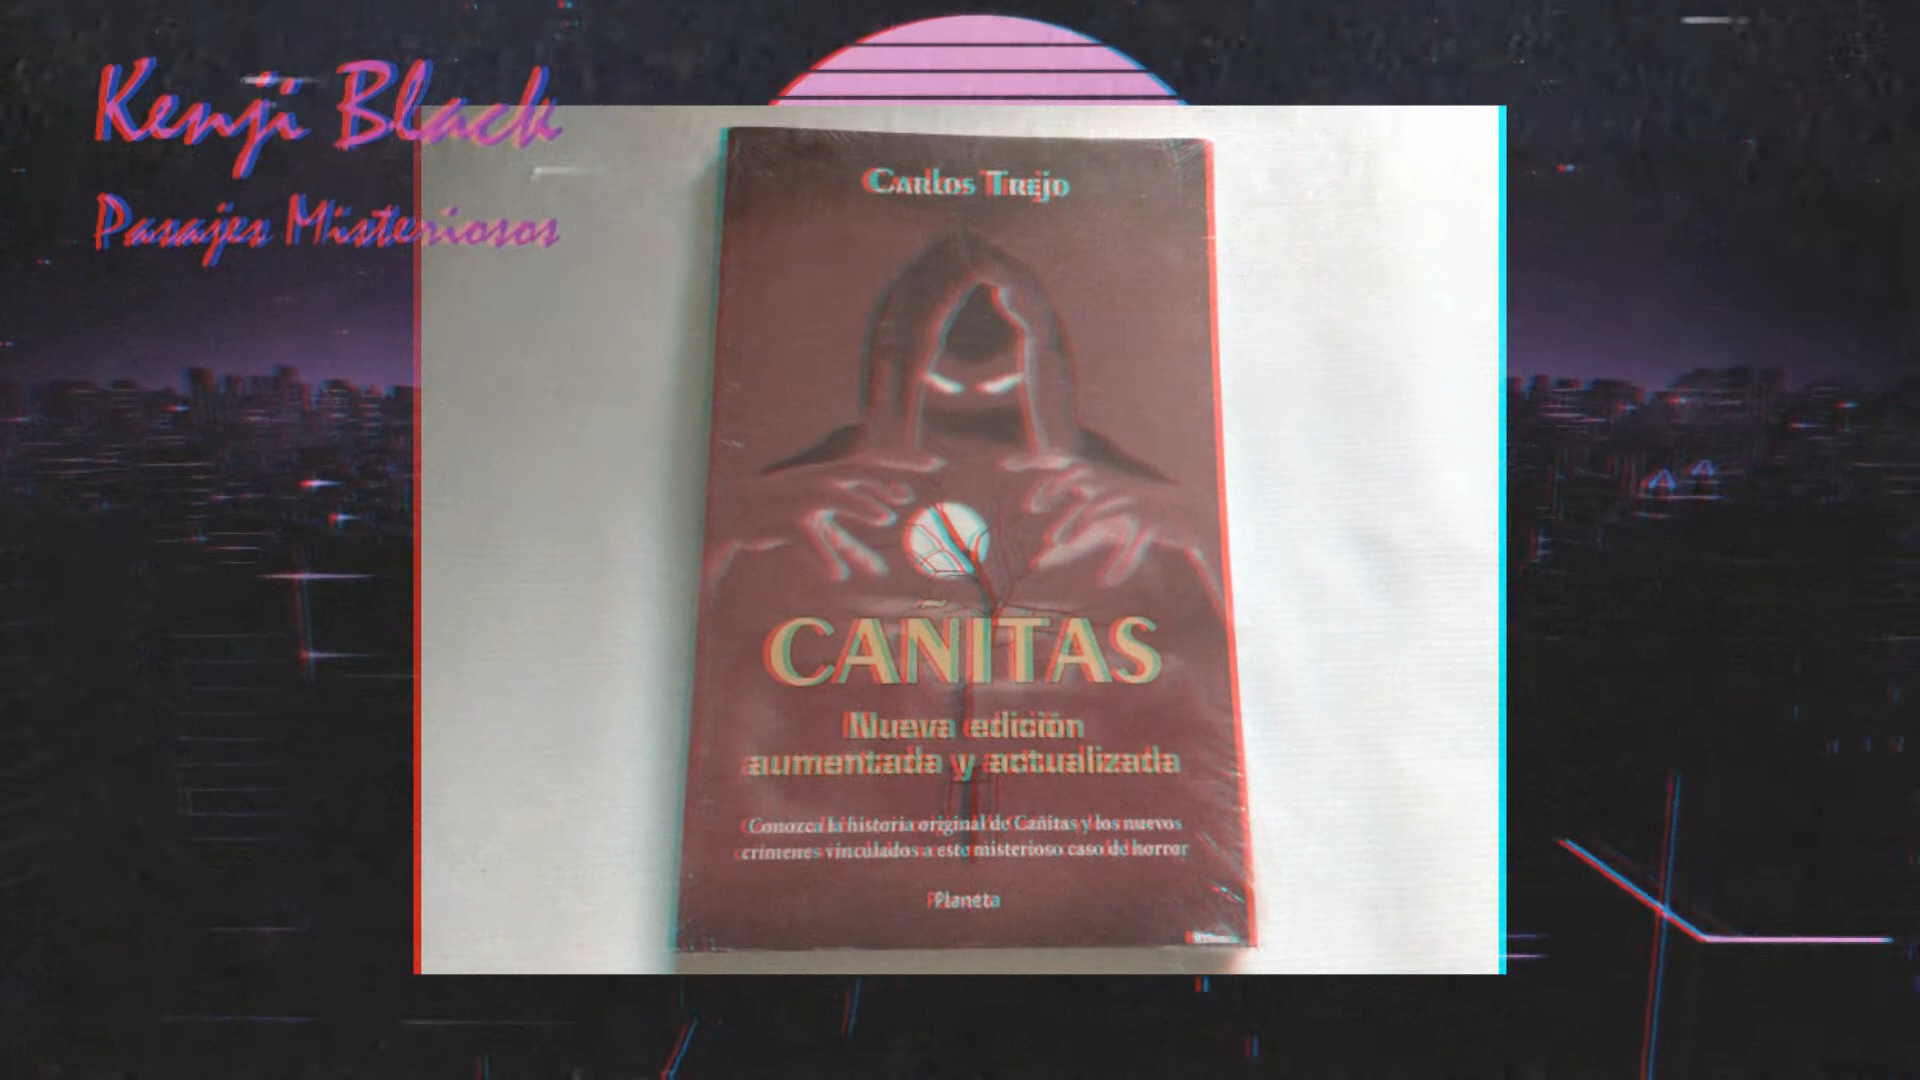 Kenji Black
Pasajes Misteriosos
Carlos Trejo
CAÑITAS
Nueva edición
aumentada y actualizada
Conozca la historia original de Cañitas y los nuevos
crímenes vinculados a este misterioso caso de horror
Planeta